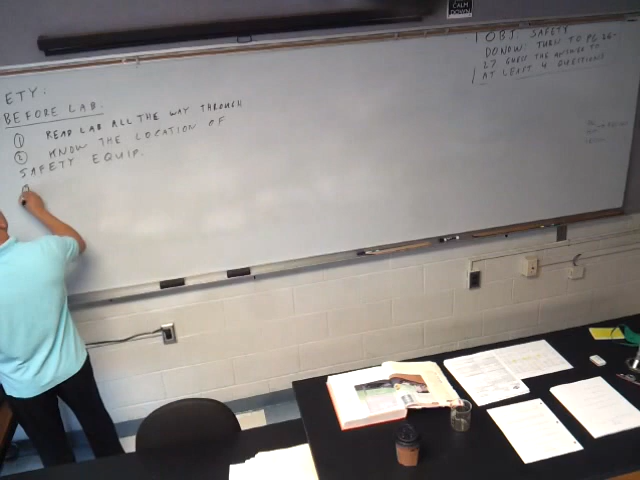 CALM
DOWN
OBJ: SAFETY
DONOW: TURN TO PG 26-
27 GUESS THE ANSWER TO
AT LEAST 4 QUESTIONS
ETY:
BEFORE LAB.
① READ LAB ALL THE WAY THROUGH
② KNOW THE LOCATION OF
SAFETY EQUIP.